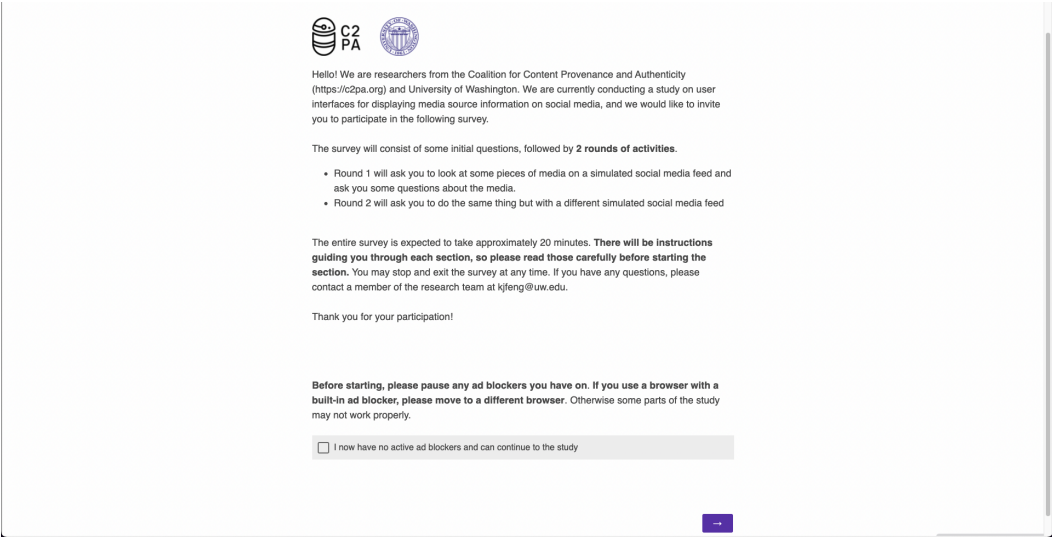 C2
PA
Hello! We are researchers from the Coalition for Content Provenance and Authenticity
(https://c2pa.org) and University of Washington. We are currently conducting a study on user
interfaces for displaying media source information on social media, and we would like to invite
you to participate in the following survey.
The survey will consist of some initial questions, followed by 2 rounds of activities.
• Round 1 will ask you to look at some pieces of media on a simulated social media feed and
ask you some questions about the media.
• Round 2 will ask you to do the same thing but with a different simulated social media feed
The entire survey is expected to take approximately 20 minutes. There will be instructions
guiding you through each section, so please read those carefully before starting the
section. You may stop and exit the survey at any time. If you have any questions, please
contact a member of the research team at kjfeng@uw.edu.
Thank you for your participation!
Before starting, please pause any ad blockers you have on. If you use a browser with a
built-in ad blocker, please move to a different browser. Otherwise some parts of the study
may not work properly.
I now have no active ad blockers and can continue to the study
→